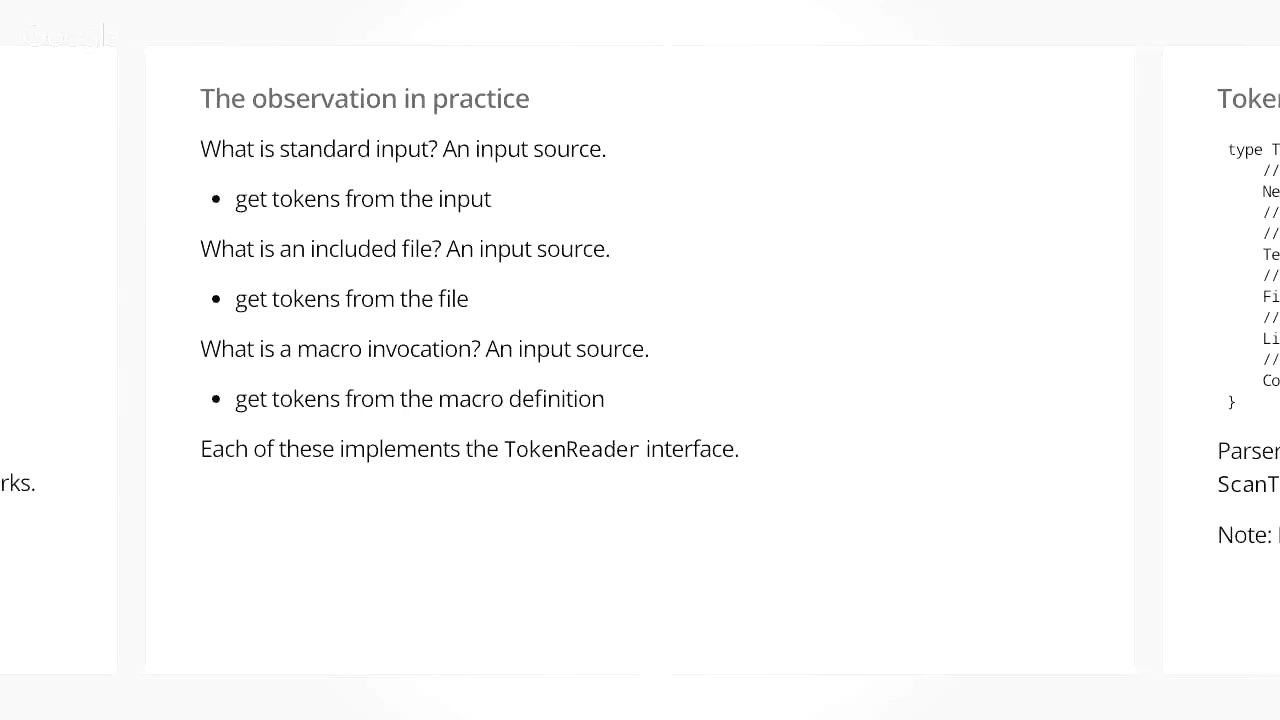 Google
The observation in practice
What is standard input? An input source.
• get tokens from the input
What is an included file? An input source.
• get tokens from the file
What is a macro invocation? An input source.
• get tokens from the macro definition
Each of these implements the TokenReader interface.
rks.
Token
type T
//
Ne
//
//
Te
//
Fi
//
Li
//
Co
}
Parser
ScanT
Note: